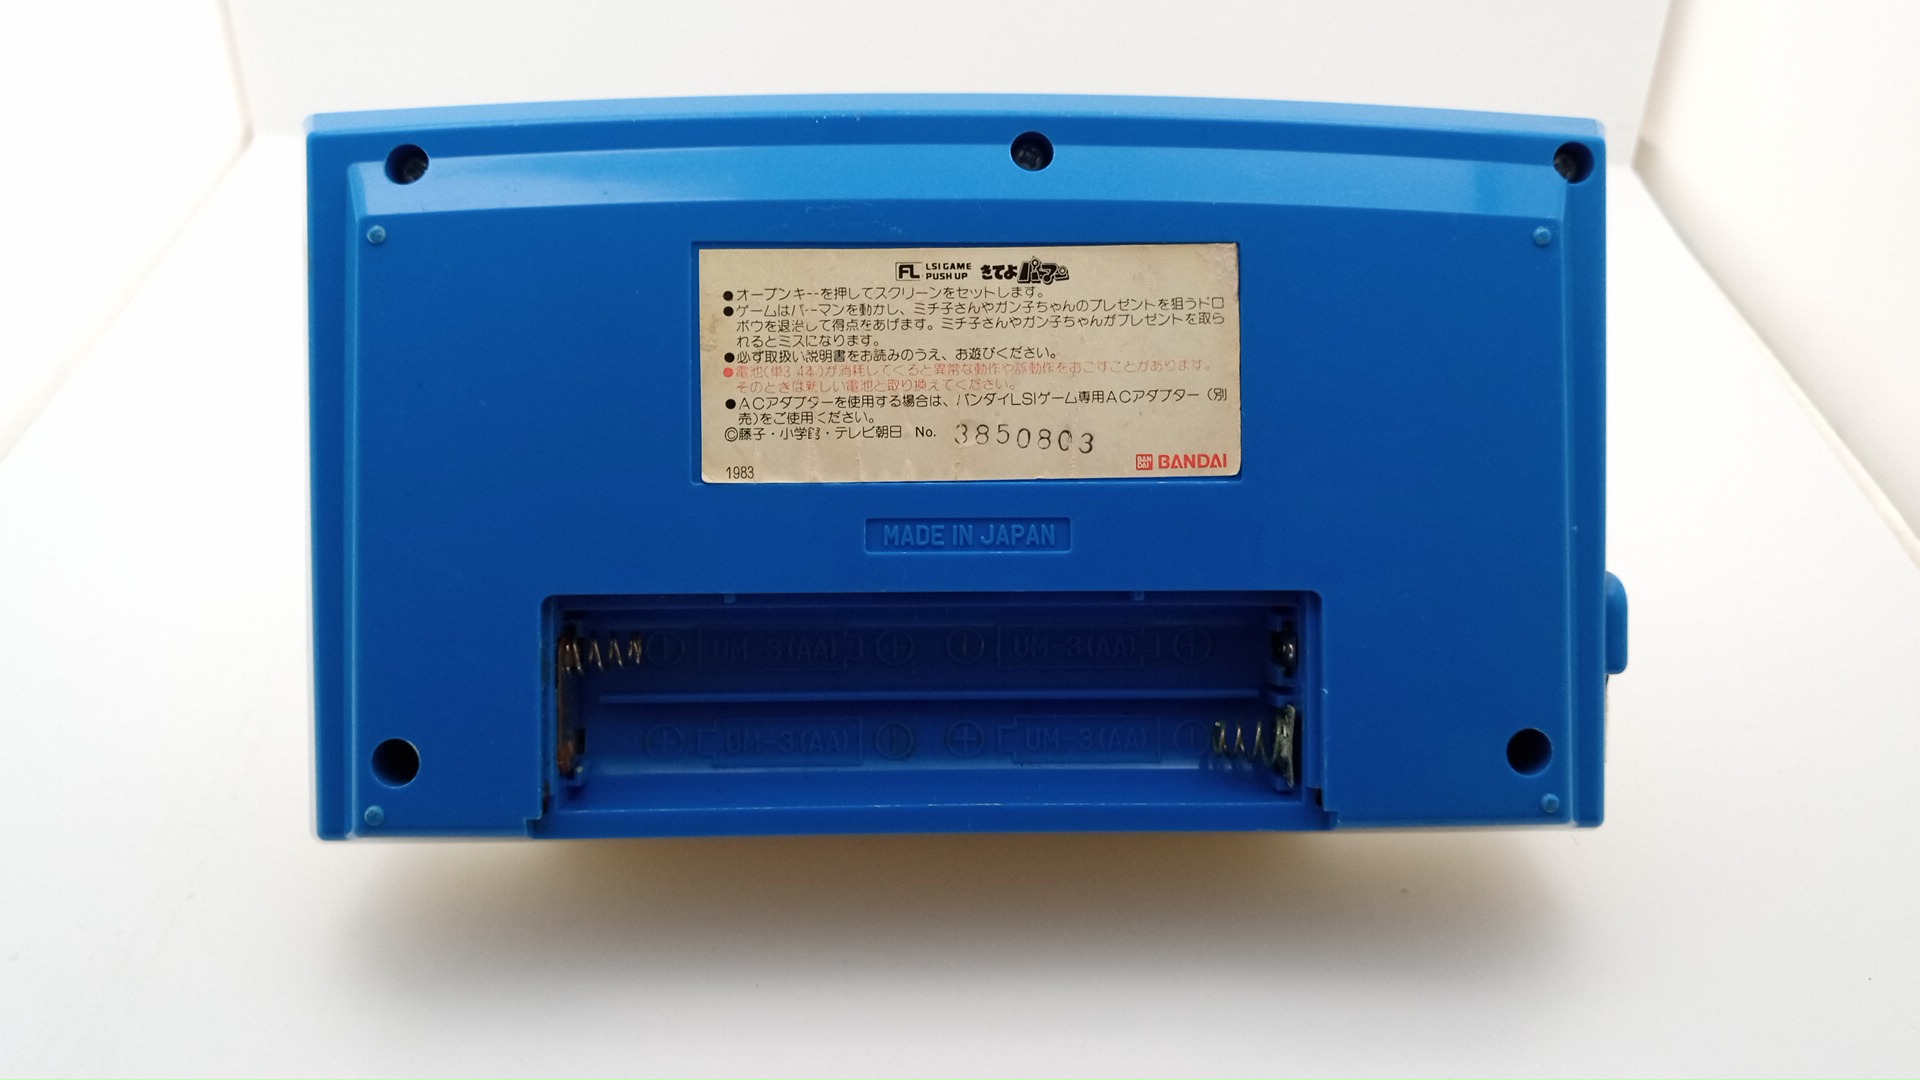 FL LSI GAME きてよパーマン
PUSH UP
●オープンキーを押してスクリーンをセットします。
●ゲームはパーマンを動かし、ミチ子さんやガン子ちゃんのプレゼントを狙うドロ
ボウを退治して得点をあげます。ミチ子さんやガン子ちゃんがプレゼントを取ら
れるとミスになります。
●必ず取扱い説明書をお読みのうえ、お遊びください。
●電池(単3 4本)が消耗してくると異常な動作や誤動作をおこすことがあります。
そのときは新しい電池と取り換えてください。
●ACアダプターを使用する場合は、バンダイLSIゲーム専用ACアダプター(別
売)をご使用ください。
©藤子・小学館・テレビ朝日 No. 3850803
1983 BAN DAI BANDAI
MADE IN JAPAN
UM-3(AA) UM-3(AA)
UM-3(AA) UM-3(AA)